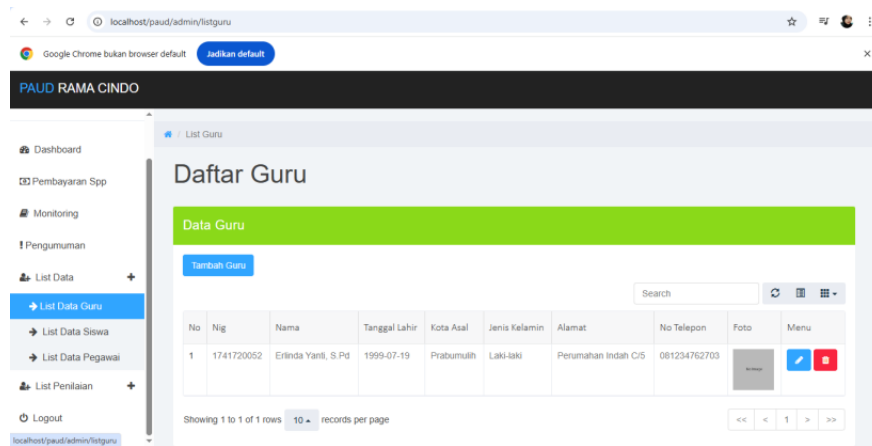 localhost/paud/admin/listguru
Google Chrome bukan browser default Jadikan default
PAUD RAMA CINDO
List Guru
Dashboard
Daftar Guru
Pembayaran Spp
Monitoring
Data Guru
Pengumuman
Tambah Guru
List Data
Search
List Data Guru
List Data Siswa
List Data Pegawai
No Nig Nama Tanggal Lahir Kota Asal Jenis Kelamin Alamat No Telepon Foto Menu
1 1741720052 Erlinda Yanti, S.Pd 1999-07-19 Prabumulih Laki-laki Perumahan Indah C/5 081234762703
List Penilaian
Logout
Showing 1 to 1 of 1 rows 10 records per page << < 1 > >>
localhost/paud/admin/listguru